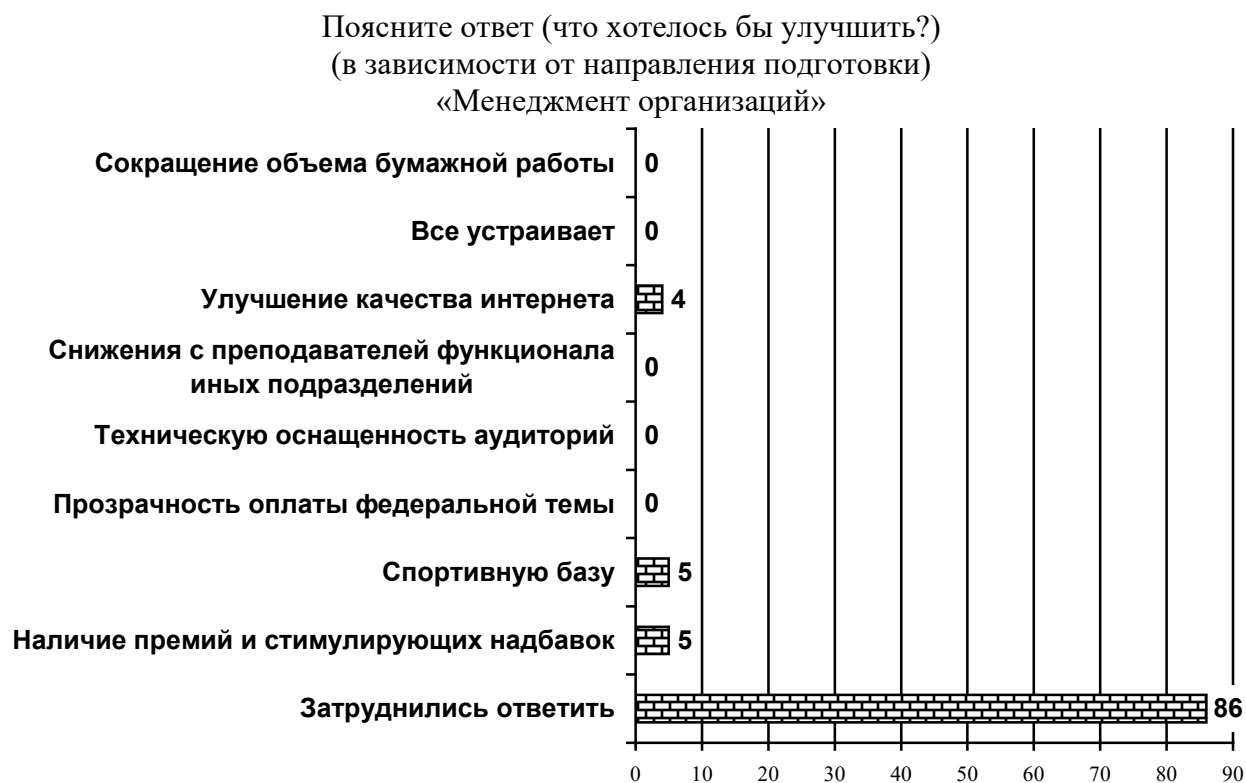 Поясните ответ (что хотелось бы улучшить?)
(в зависимости от направления подготовки)
«Менеджмент организаций»
Сокращение объема бумажной работы 0
Все устраивает 0
Улучшение качества интернета 4
Снижения с преподавателей функционала
иных подразделений 0
Техническую оснащенность аудиторий 0
Прозрачность оплаты федеральной темы 0
Спортивную базу 5
Наличие премий и стимулирующих надбавок 5
Затруднились ответить 86
0 10 20 30 40 50 60 70 80 90